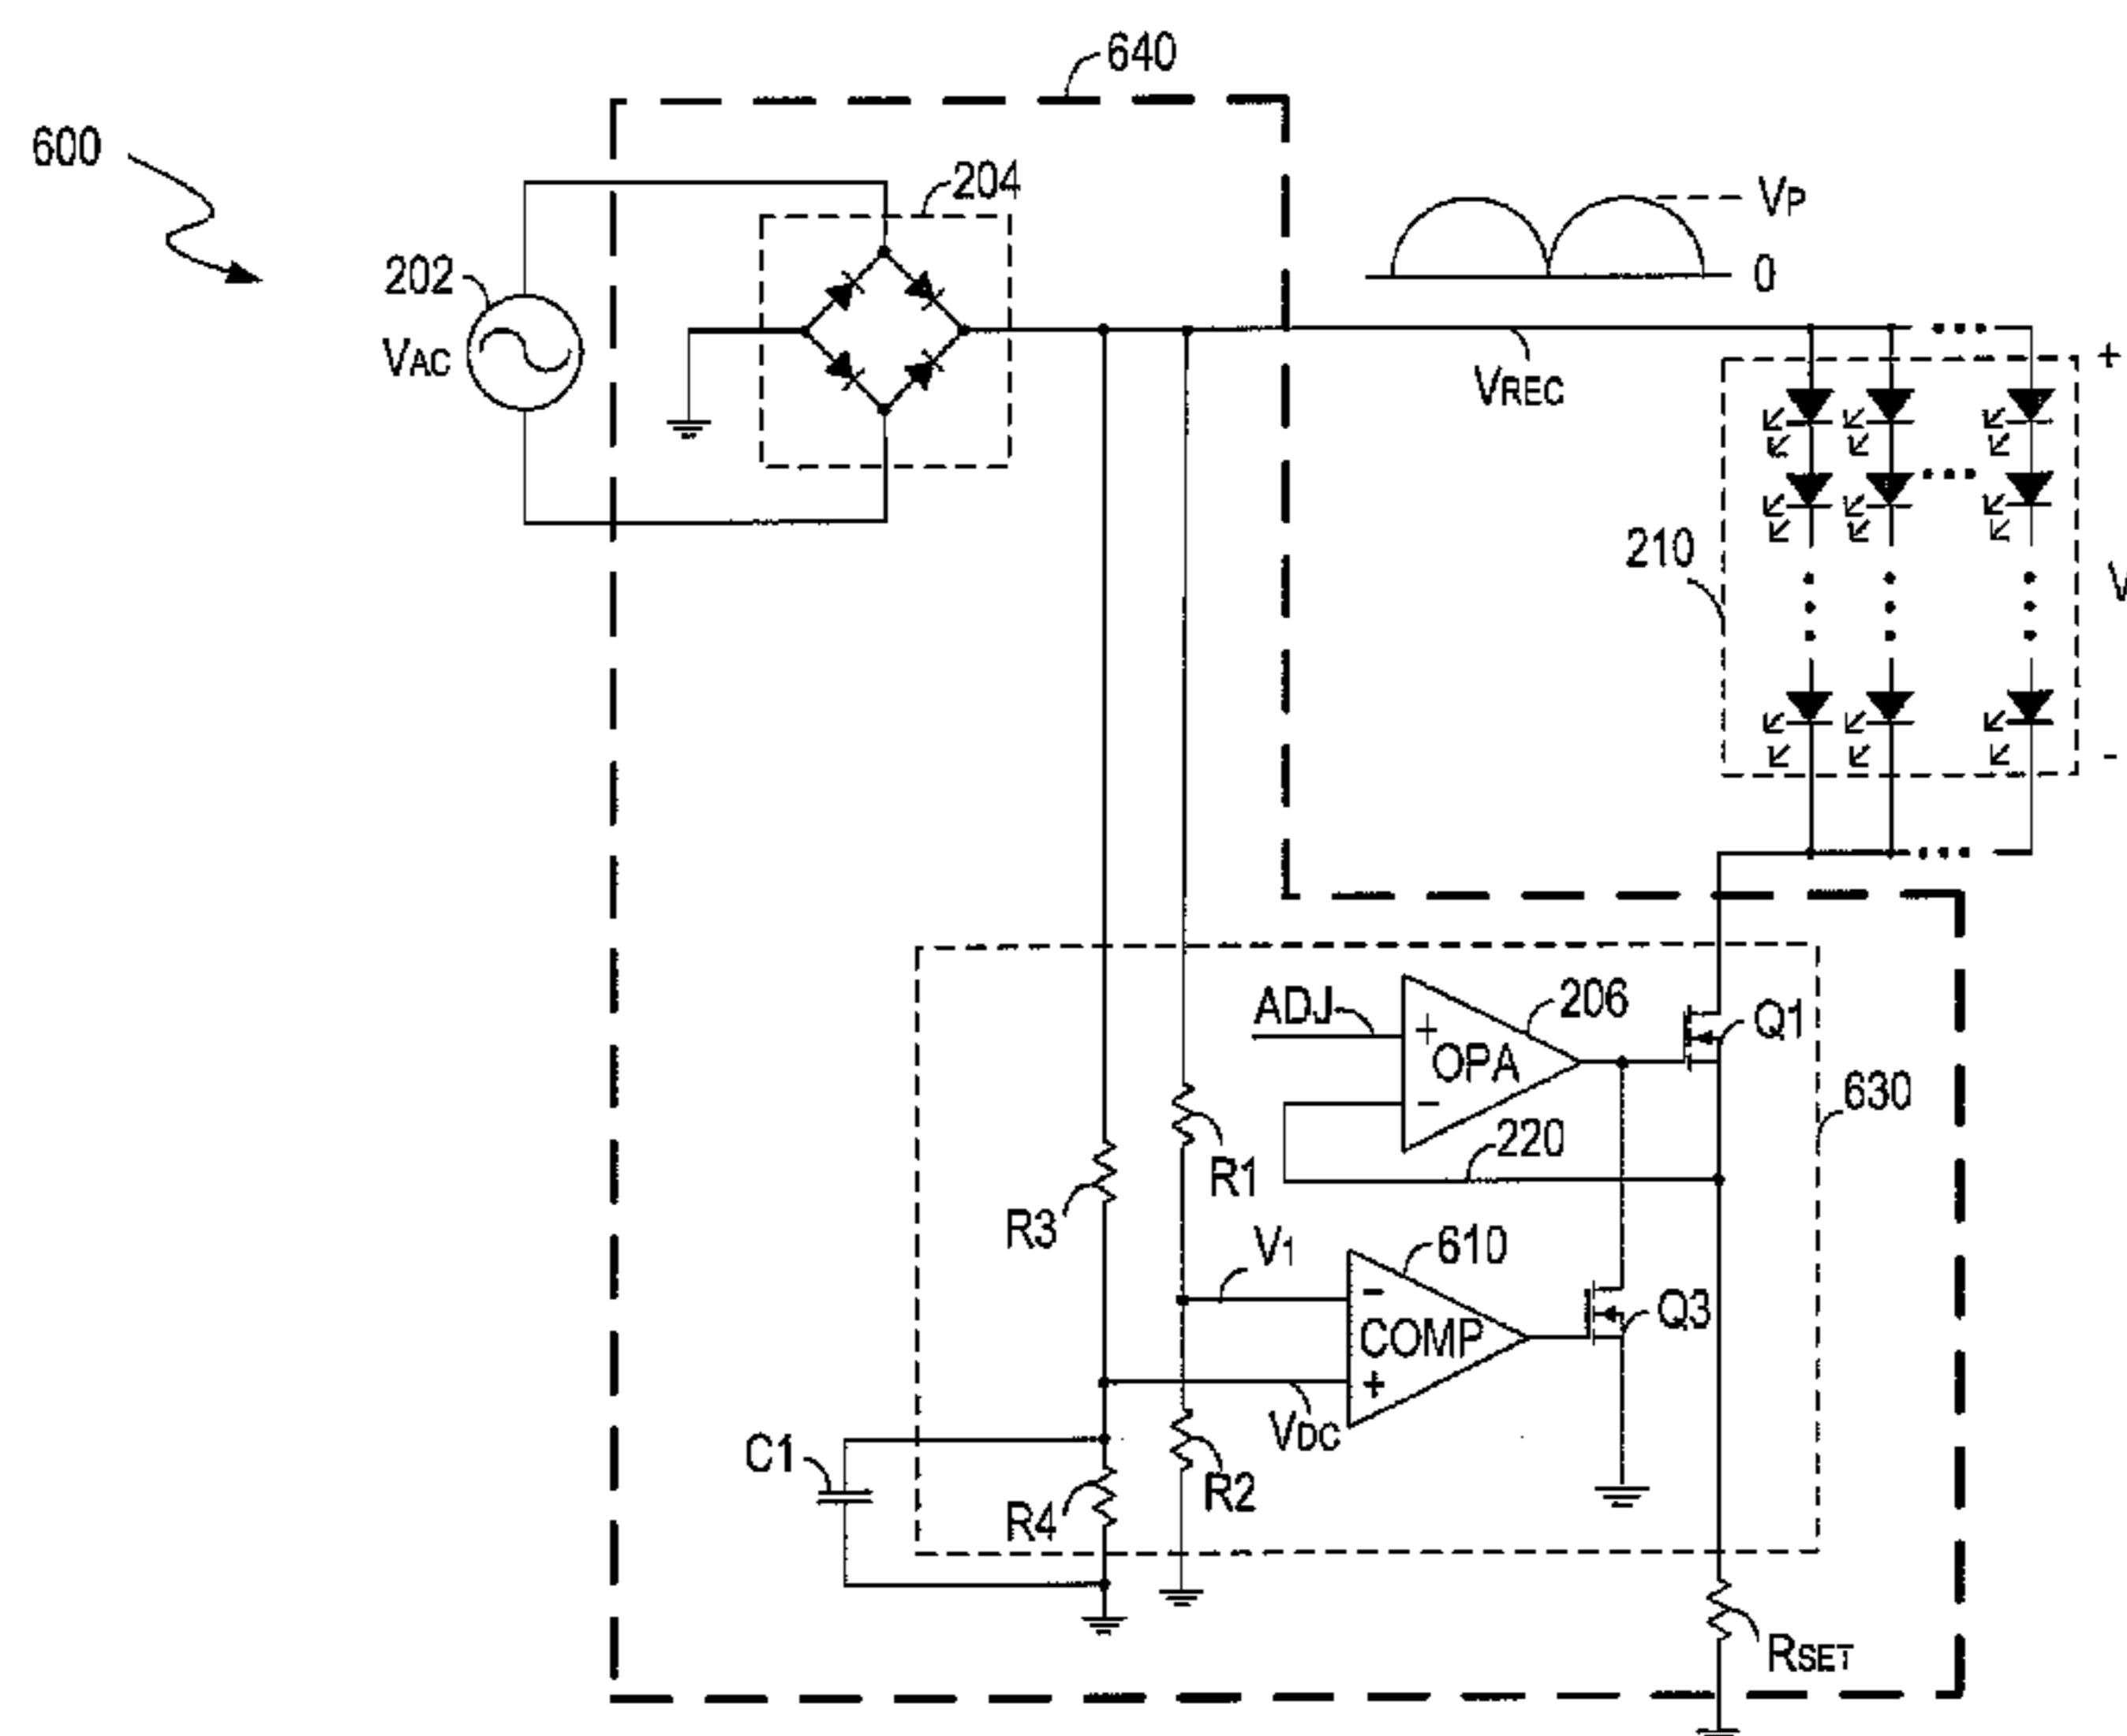 640
600
204
VP
202
0
VAC
+
VREC
210
V
-
ADJ
206
Q1
+
OPA
630
-
220
R1
R3
V1
610
-
Q3
COMP
+
VDC
C1
R2
R4
RSET